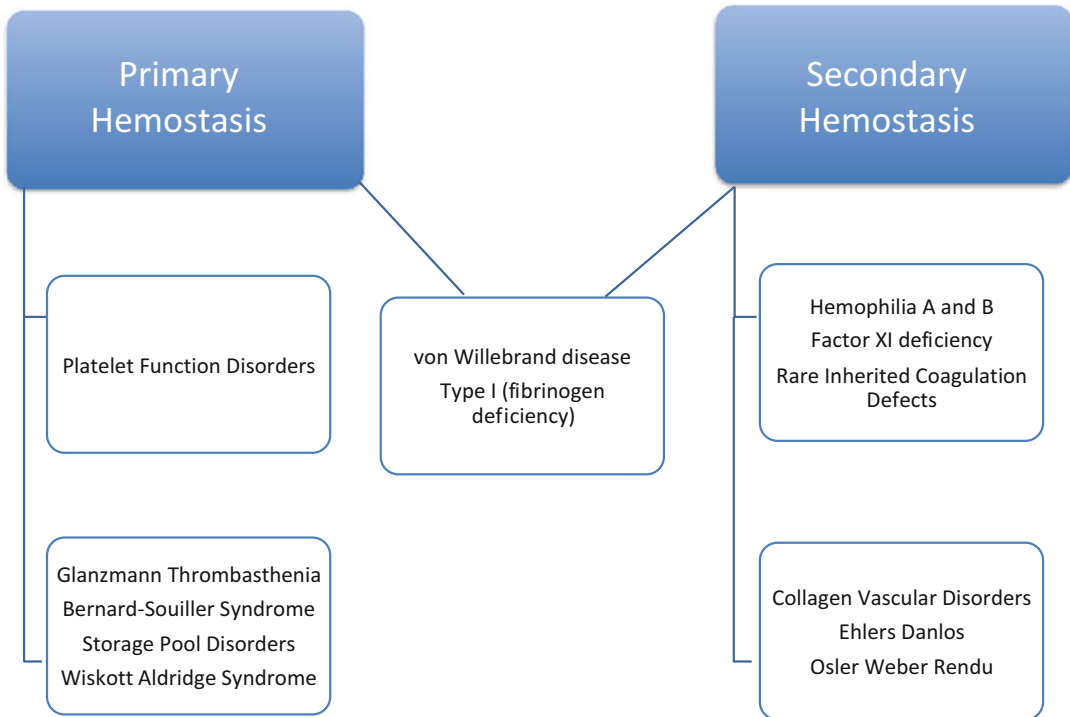 Primary
Hemostasis
Secondary
Hemostasis
Platelet Function Disorders
von Willebrand disease
Type I (fibrinogen
deficiency)
Hemophilia A and B
Factor XI deficiency
Rare Inherited Coagulation
Defects
Glanzmann Thrombasthenia
Bernard-Souiller Syndrome
Storage Pool Disorders
Wiskott Aldridge Syndrome
Collagen Vascular Disorders
Ehlers Danlos
Osler Weber Rendu